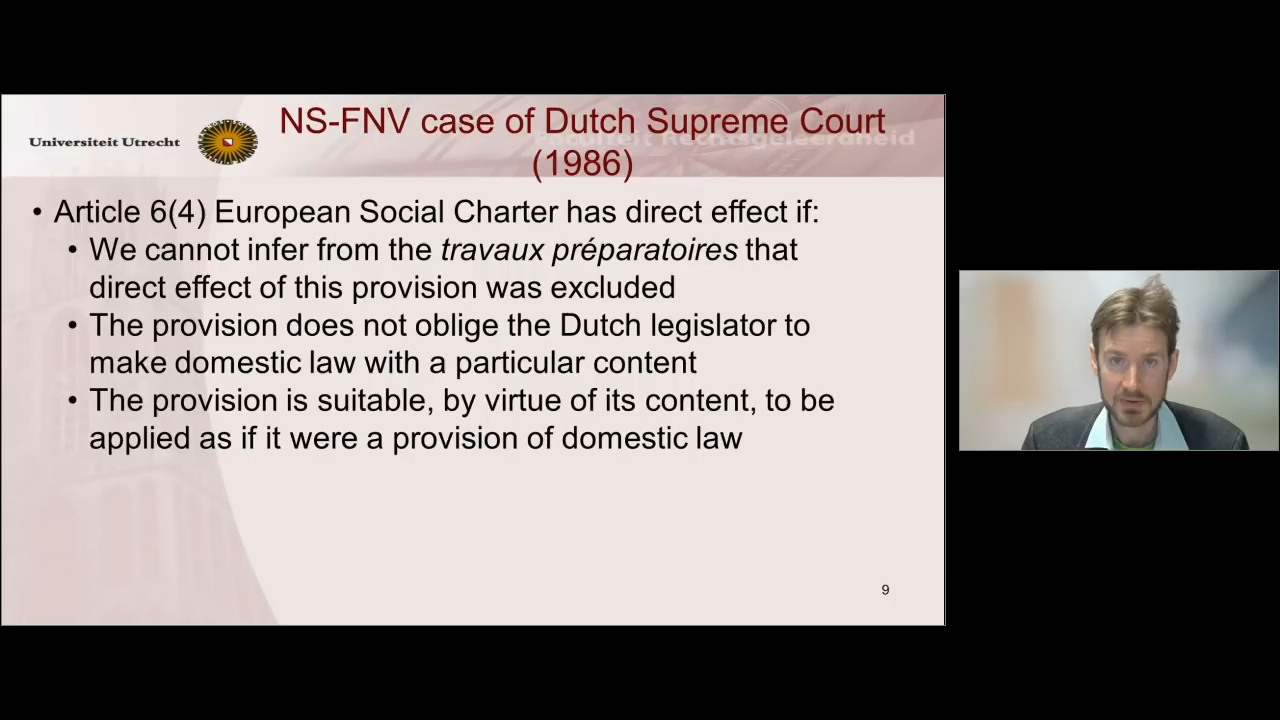 NS-FNV case of Dutch Supreme Court
(1986)
Universiteit Utrecht
Faculteit Rechtsgeleerdheid
• Article 6(4) European Social Charter has direct effect if:
• We cannot infer from the travaux préparatoires that
direct effect of this provision was excluded
• The provision does not oblige the Dutch legislator to
make domestic law with a particular content
• The provision is suitable, by virtue of its content, to be
applied as if it were a provision of domestic law
9